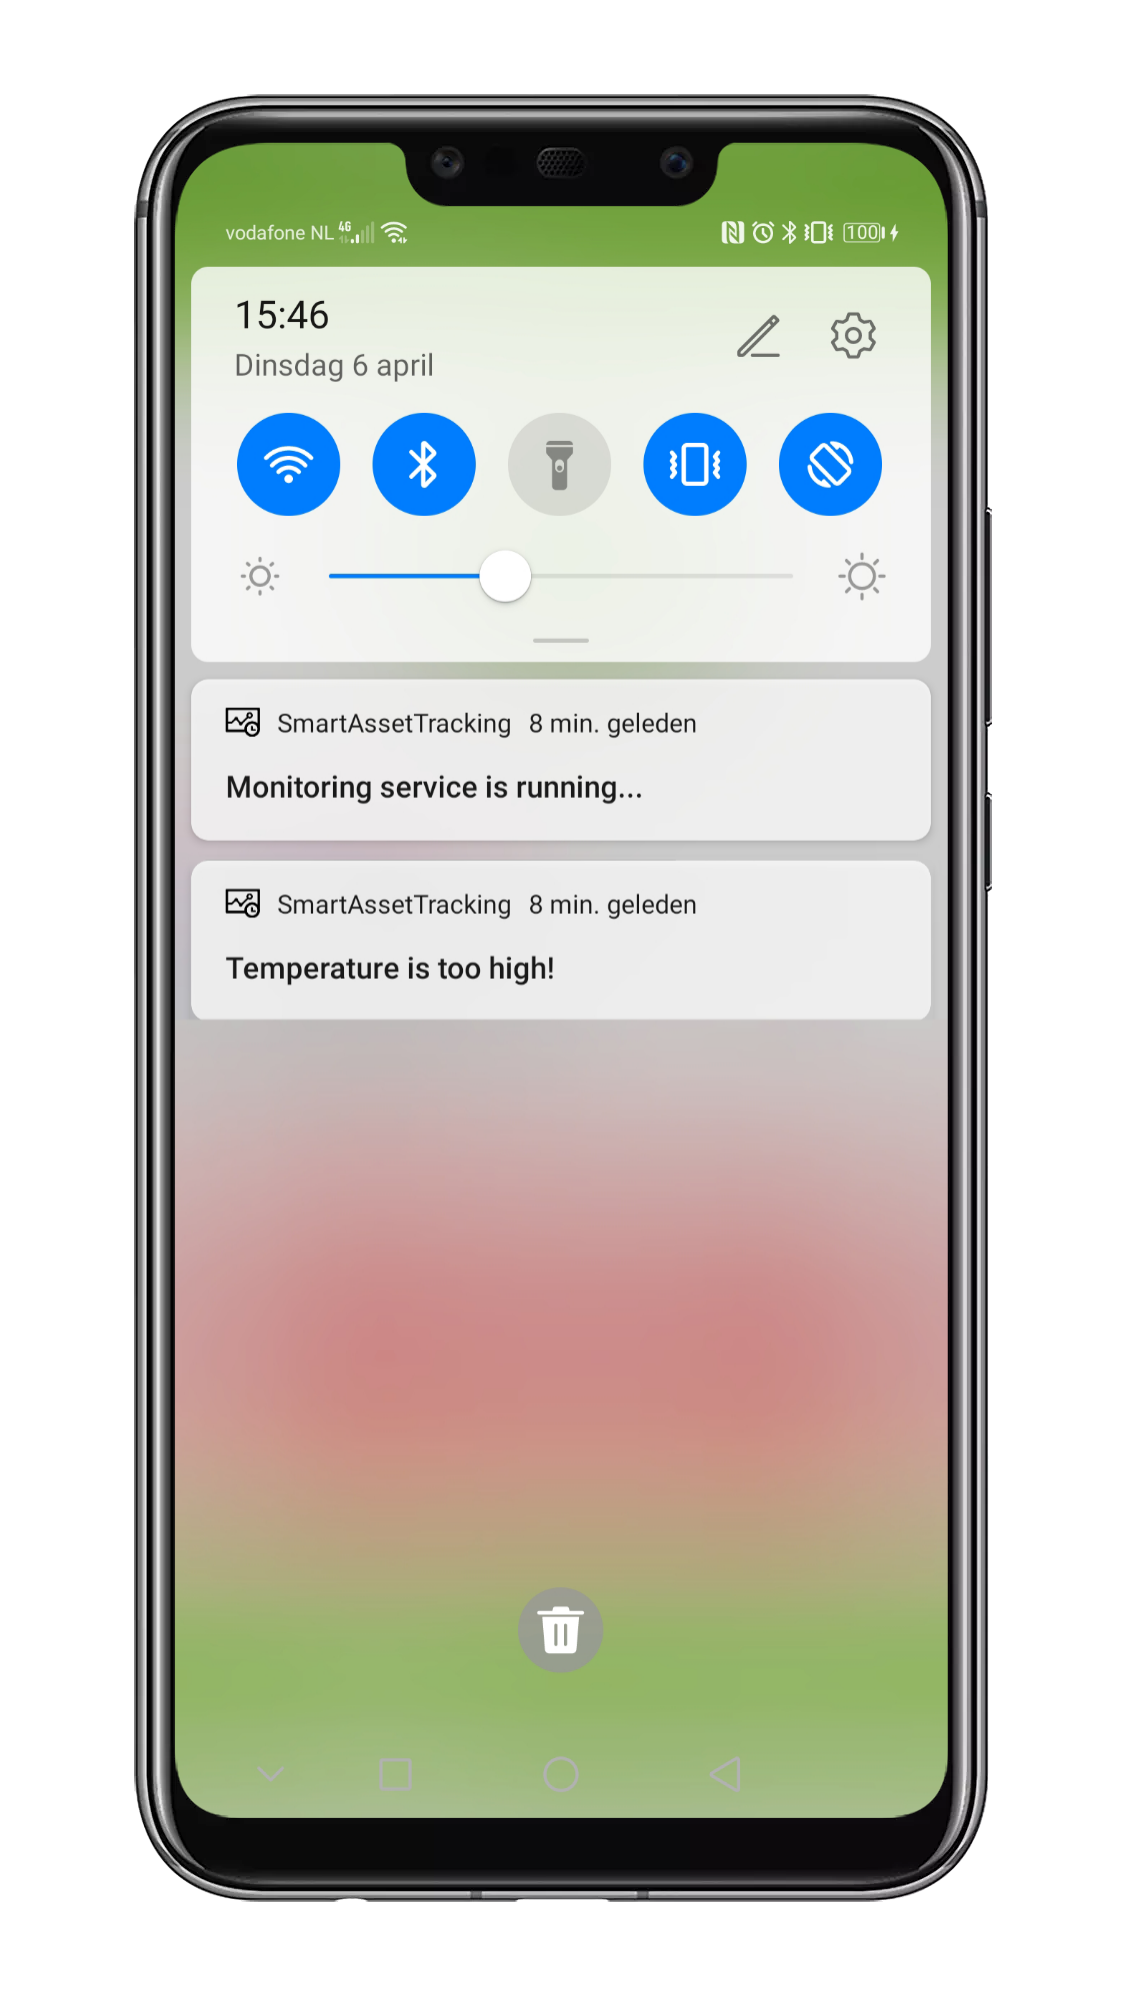 vodafone NL 4G 100
15:46
Dinsdag 6 april
SmartAssetTracking 8 min. geleden
Monitoring service is running...
SmartAssetTracking 8 min. geleden
Temperature is too high!